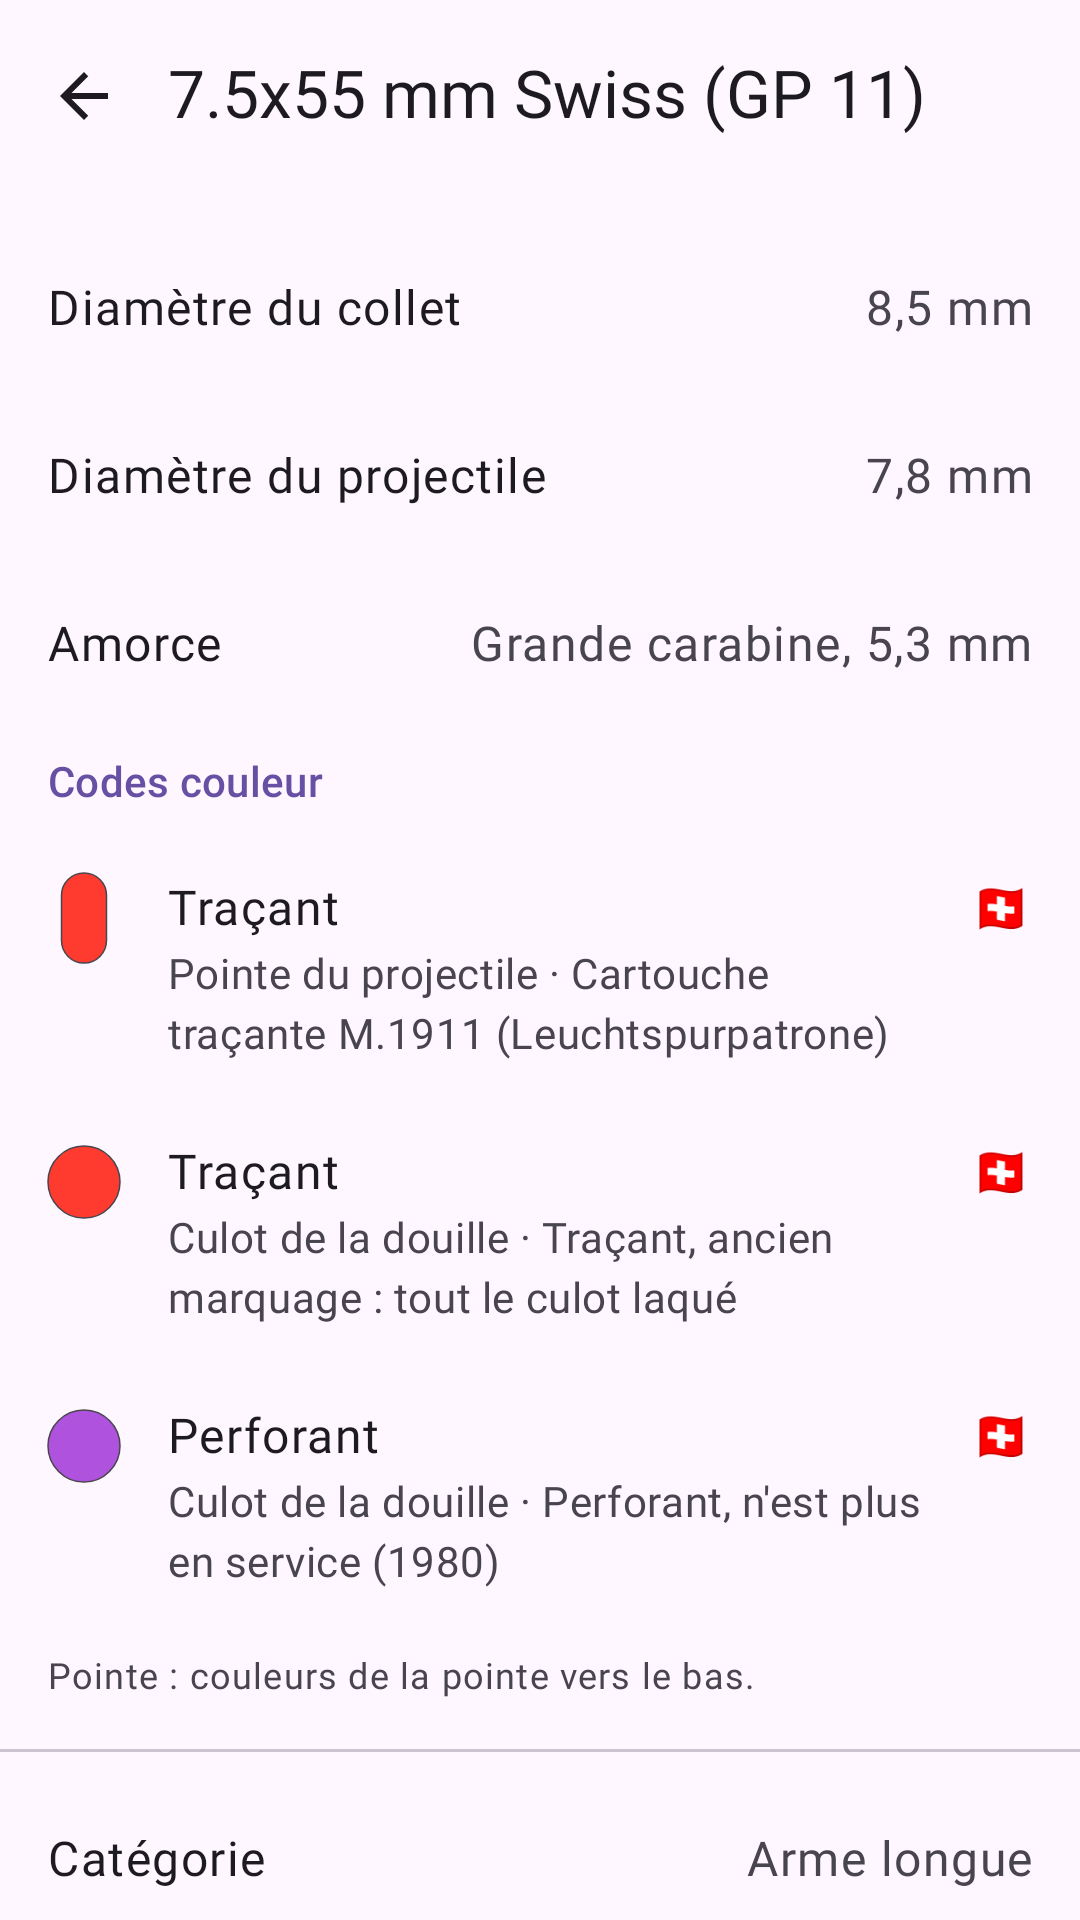 7.5x55 mm Swiss (GP 11)
Diamètre du collet 8,5 mm
Diamètre du projectile 7,8 mm
Amorce Grande carabine, 5,3 mm
Codes couleur
Traçant
Pointe du projectile · Cartouche
traçante M.1911 (Leuchtspurpatrone)
Traçant
Culot de la douille · Traçant, ancien
marquage : tout le culot laqué
Perforant
Culot de la douille · Perforant, n'est plus
en service (1980)
Pointe : couleurs de la pointe vers le bas.
Catégorie Arme longue